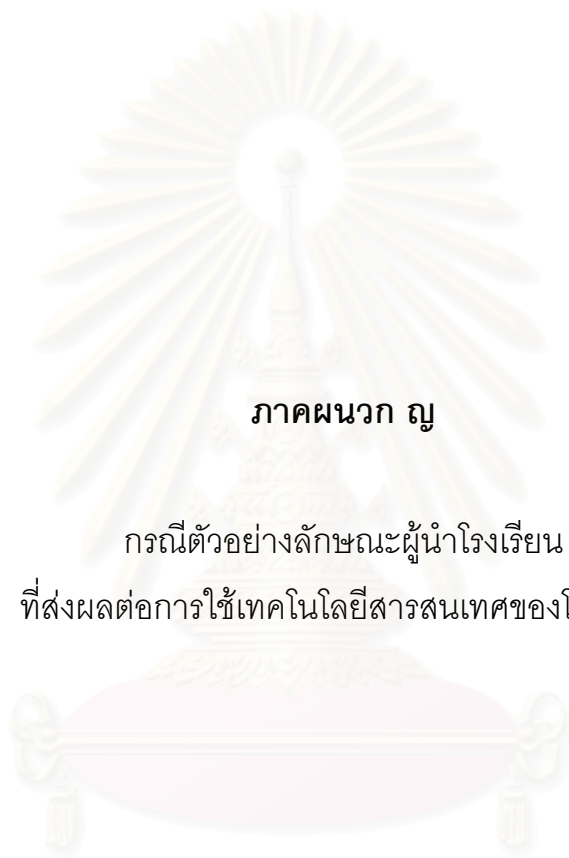 ภาคผนวก ญ
กรณีตัวอย่างลักษณะผู้นำโรงเรียน
ที่ส่งผลต่อการใช้เทคโนโลยีสารสนเทศของ